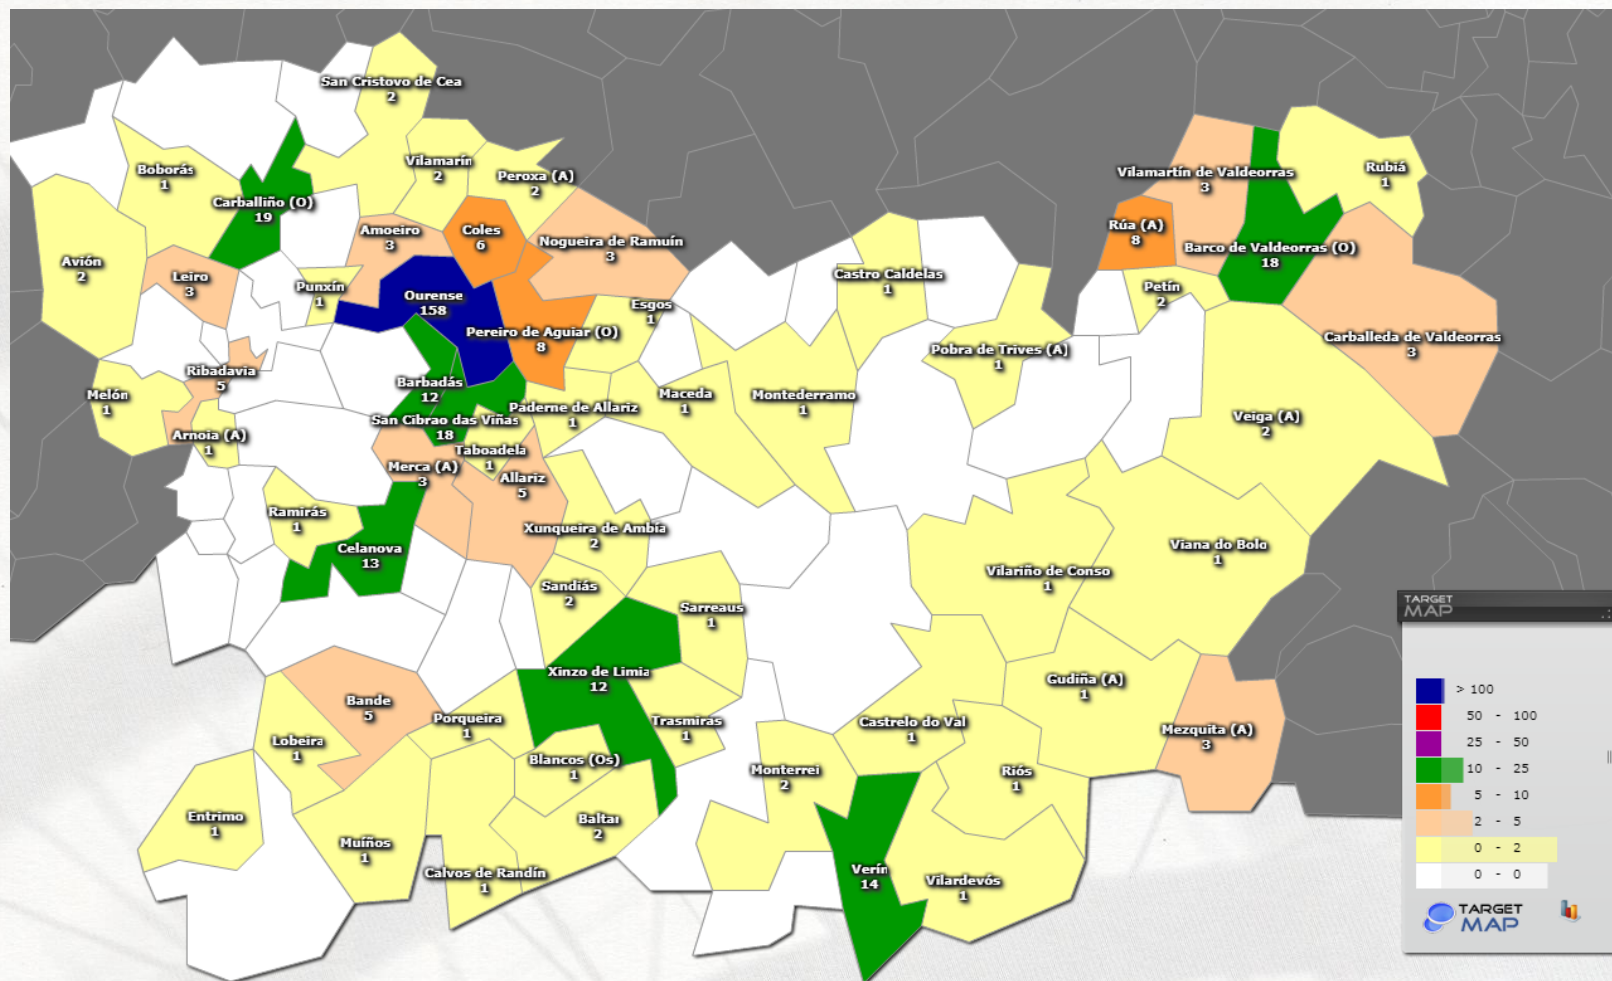 San Cristovo de Cea
2
Vilamarín
2
Peroxa (A)
2
Boborás
1
Carballiño (O)
19
Vilamartín de Valdeorras
3
Rubiá
1
Amoeiro
3
Coles
6
Nogueira de Ramuín
3
Rúa (A)
8
Barco de Valdeorras (O)
18
Avión
2
Leiro
3
Punxín
1
Ourense
158
Castro Caldelas
1
Petín
2
Esgos
1
Pereiro de Aguiar (O)
8
Pobra de Trives (A)
1
Carballeda de Valdeorras
3
Ribadavia
5
Barbadás
12
Melón
1
Maceda
1
Montederramo
1
Paderne de Allariz
1
San Cibrao das Viñas
18
Veiga (A)
2
Arnoia (A)
1
Taboadela
1
Merca (A)
3
Allariz
5
Ramirás
1
Xunqueira de Ambía
2
Celanova
13
Viana do Bolo
1
Vilariño de Conso
1
Sandiás
2
Sarreaus
1
Xinzo de Limia
12
Gudiña (A)
1
Bande
5
Porqueira
1
Trasmiras
1
Castrelo do Val
1
Mezquita (A)
3
Lobeira
1
Blancos (Os)
1
Monterrei
2
Riós
1
Entrimo
1
Baltar
2
Muíños
1
Calvos de Randín
1
Verín
14
Vilardevós
1
TARGET
MAP
> 100
50 - 100
25 - 50
10 - 25
5 - 10
2 - 5
0 - 2
0 - 0
TARGET
MAP